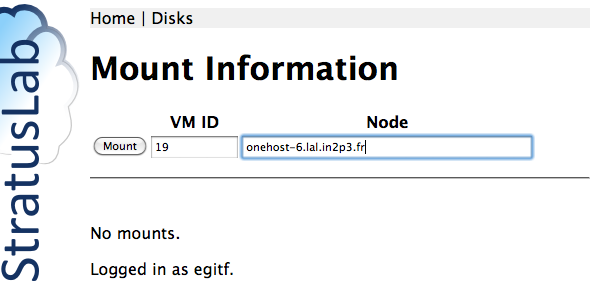 StratusLab
Home | Disks
Mount Information
VM ID Node
Mount 19 onehost-6.lal.in2p3.fr
No mounts.
Logged in as egitf.